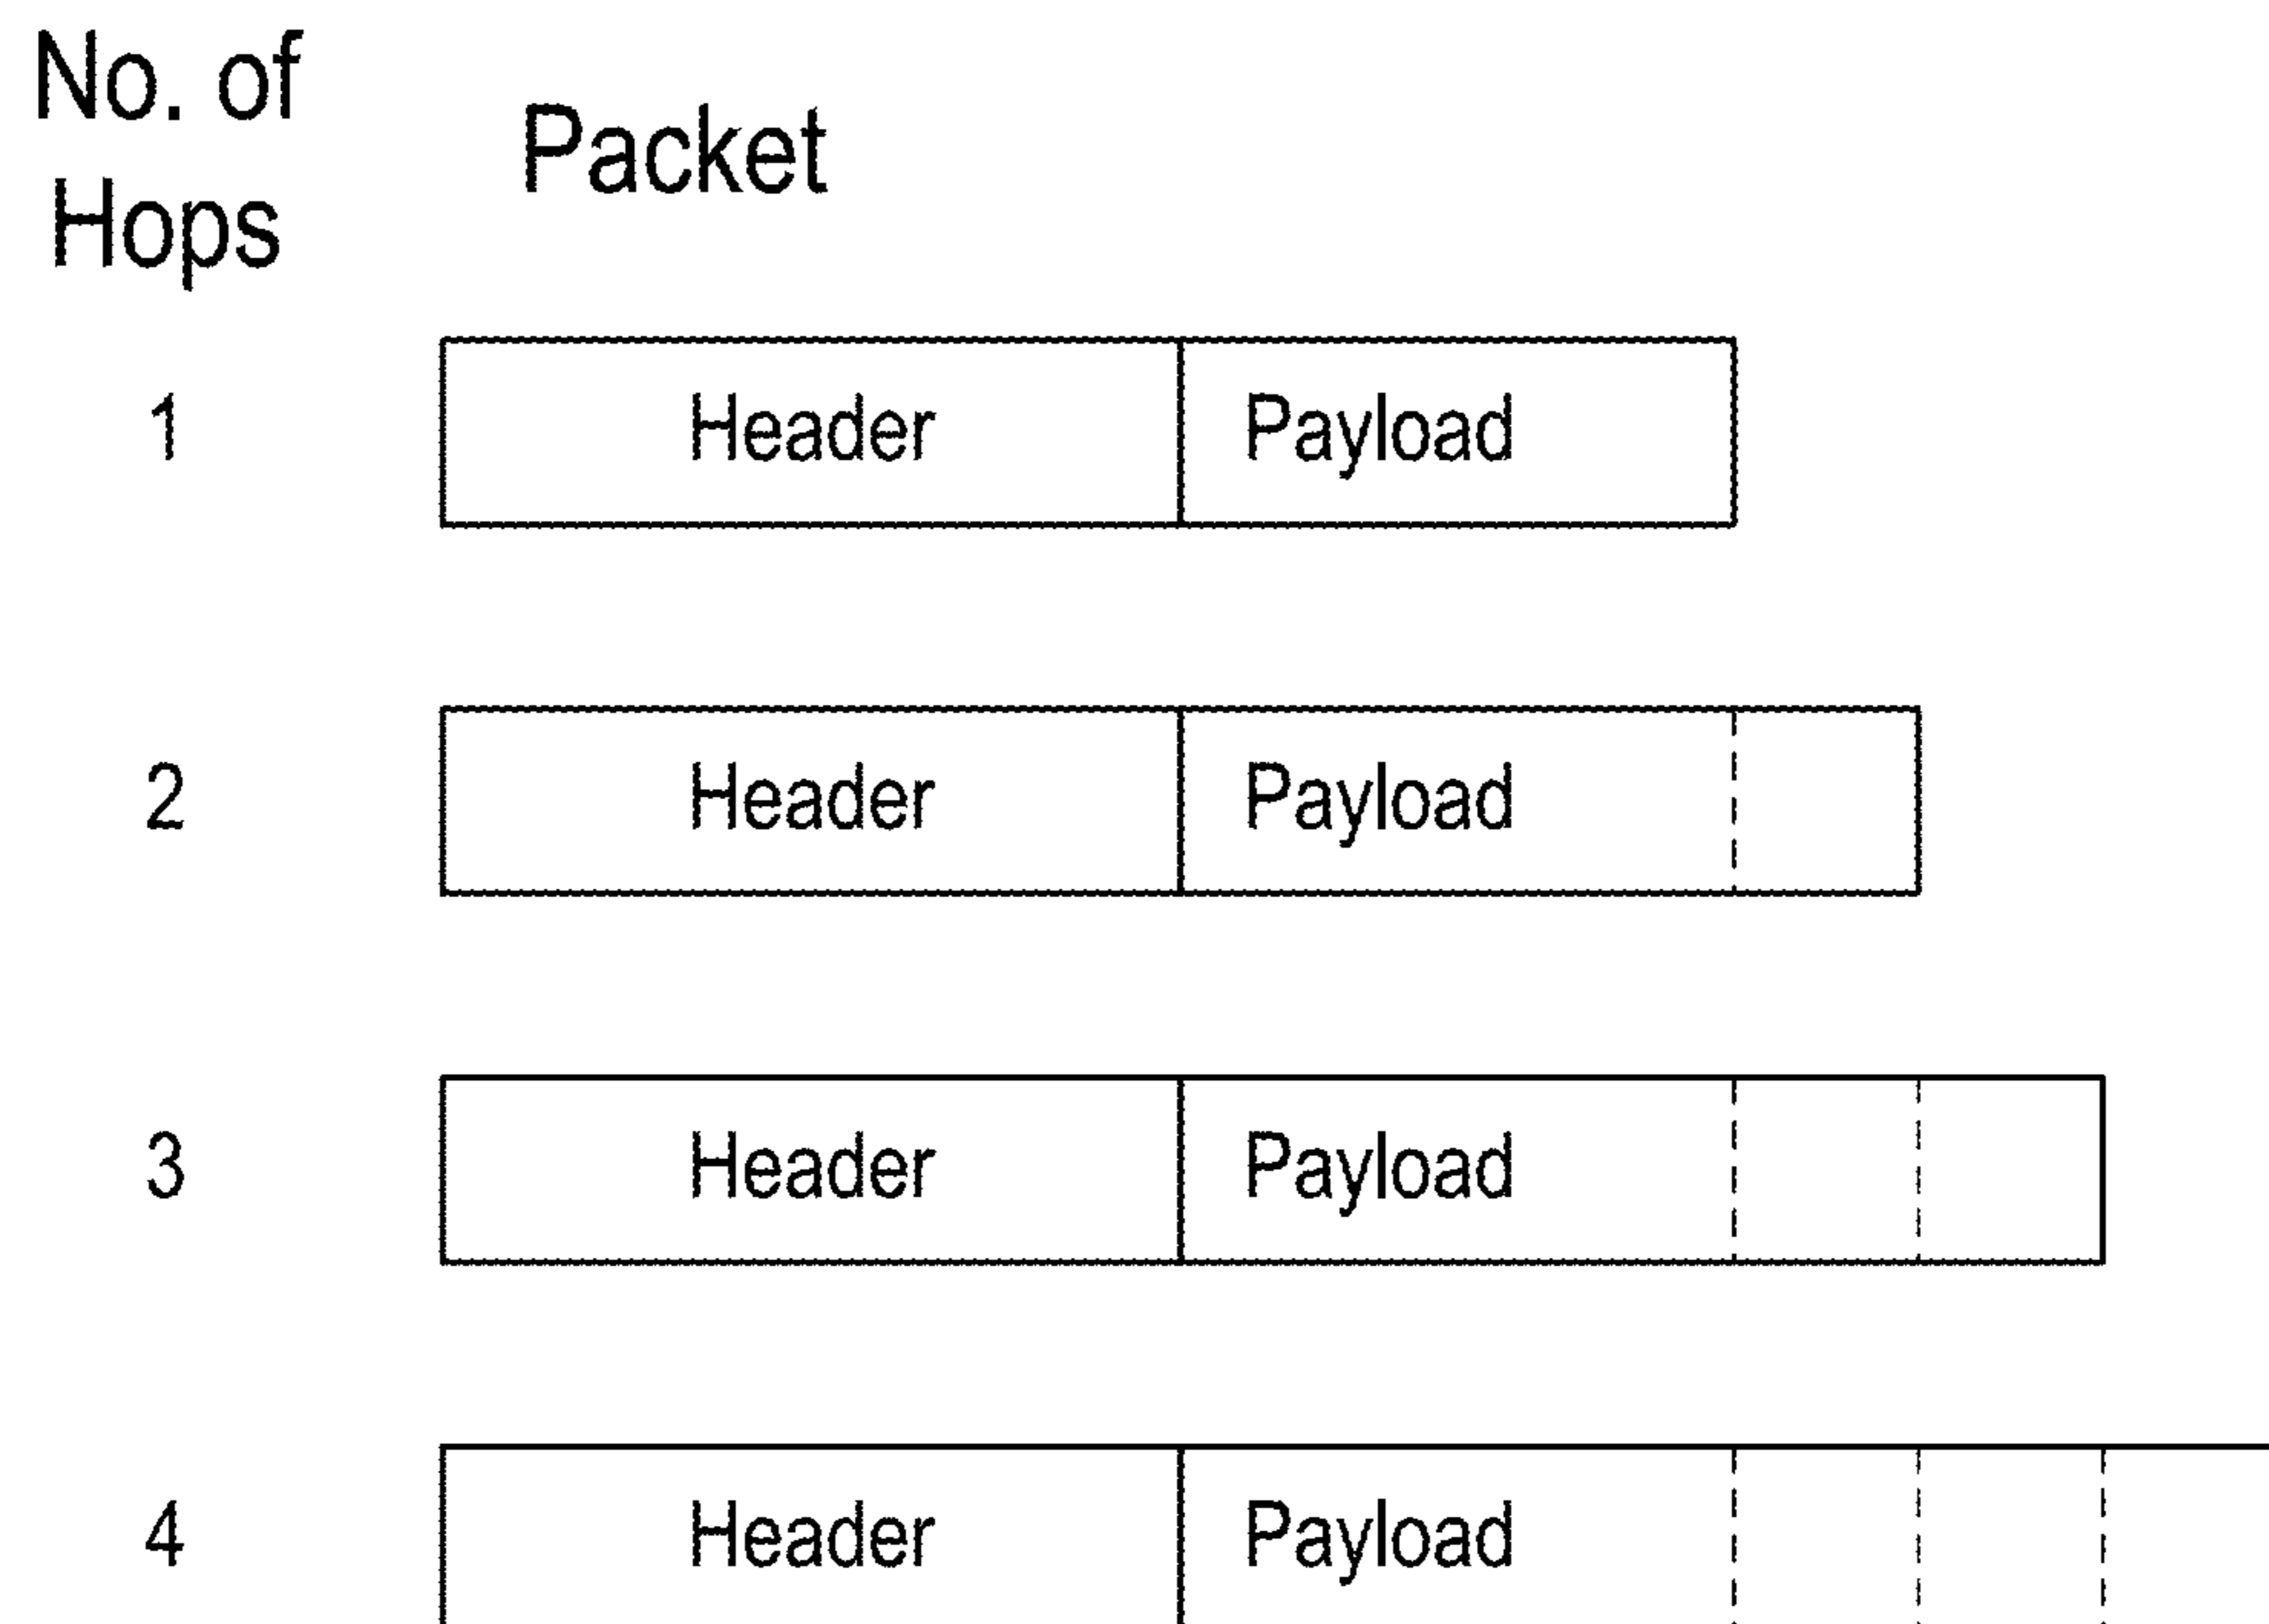 No. of
Hops
Packet
1 Header Payload
2 Header Payload
3 Header Payload
4 Header Payload